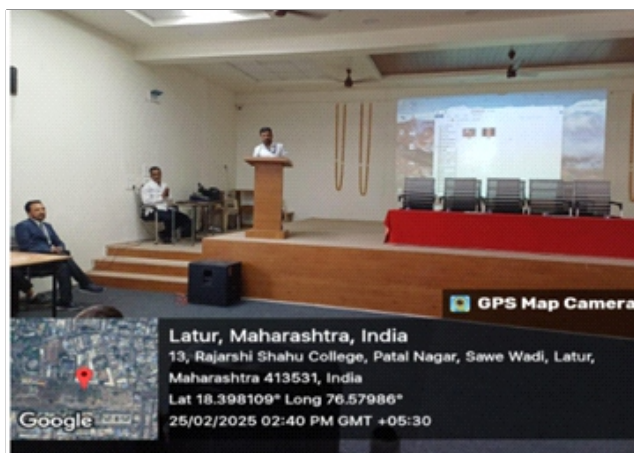 GPS Map Camera
Latur, Maharashtra, India
13, Rajarshi Shahu College, Patal Nagar, Sawe Wadi, Latur,
Maharashtra 413531, India
Lat 18.398109° Long 76.57986°
25/02/2025 02:40 PM GMT +05:30
Google